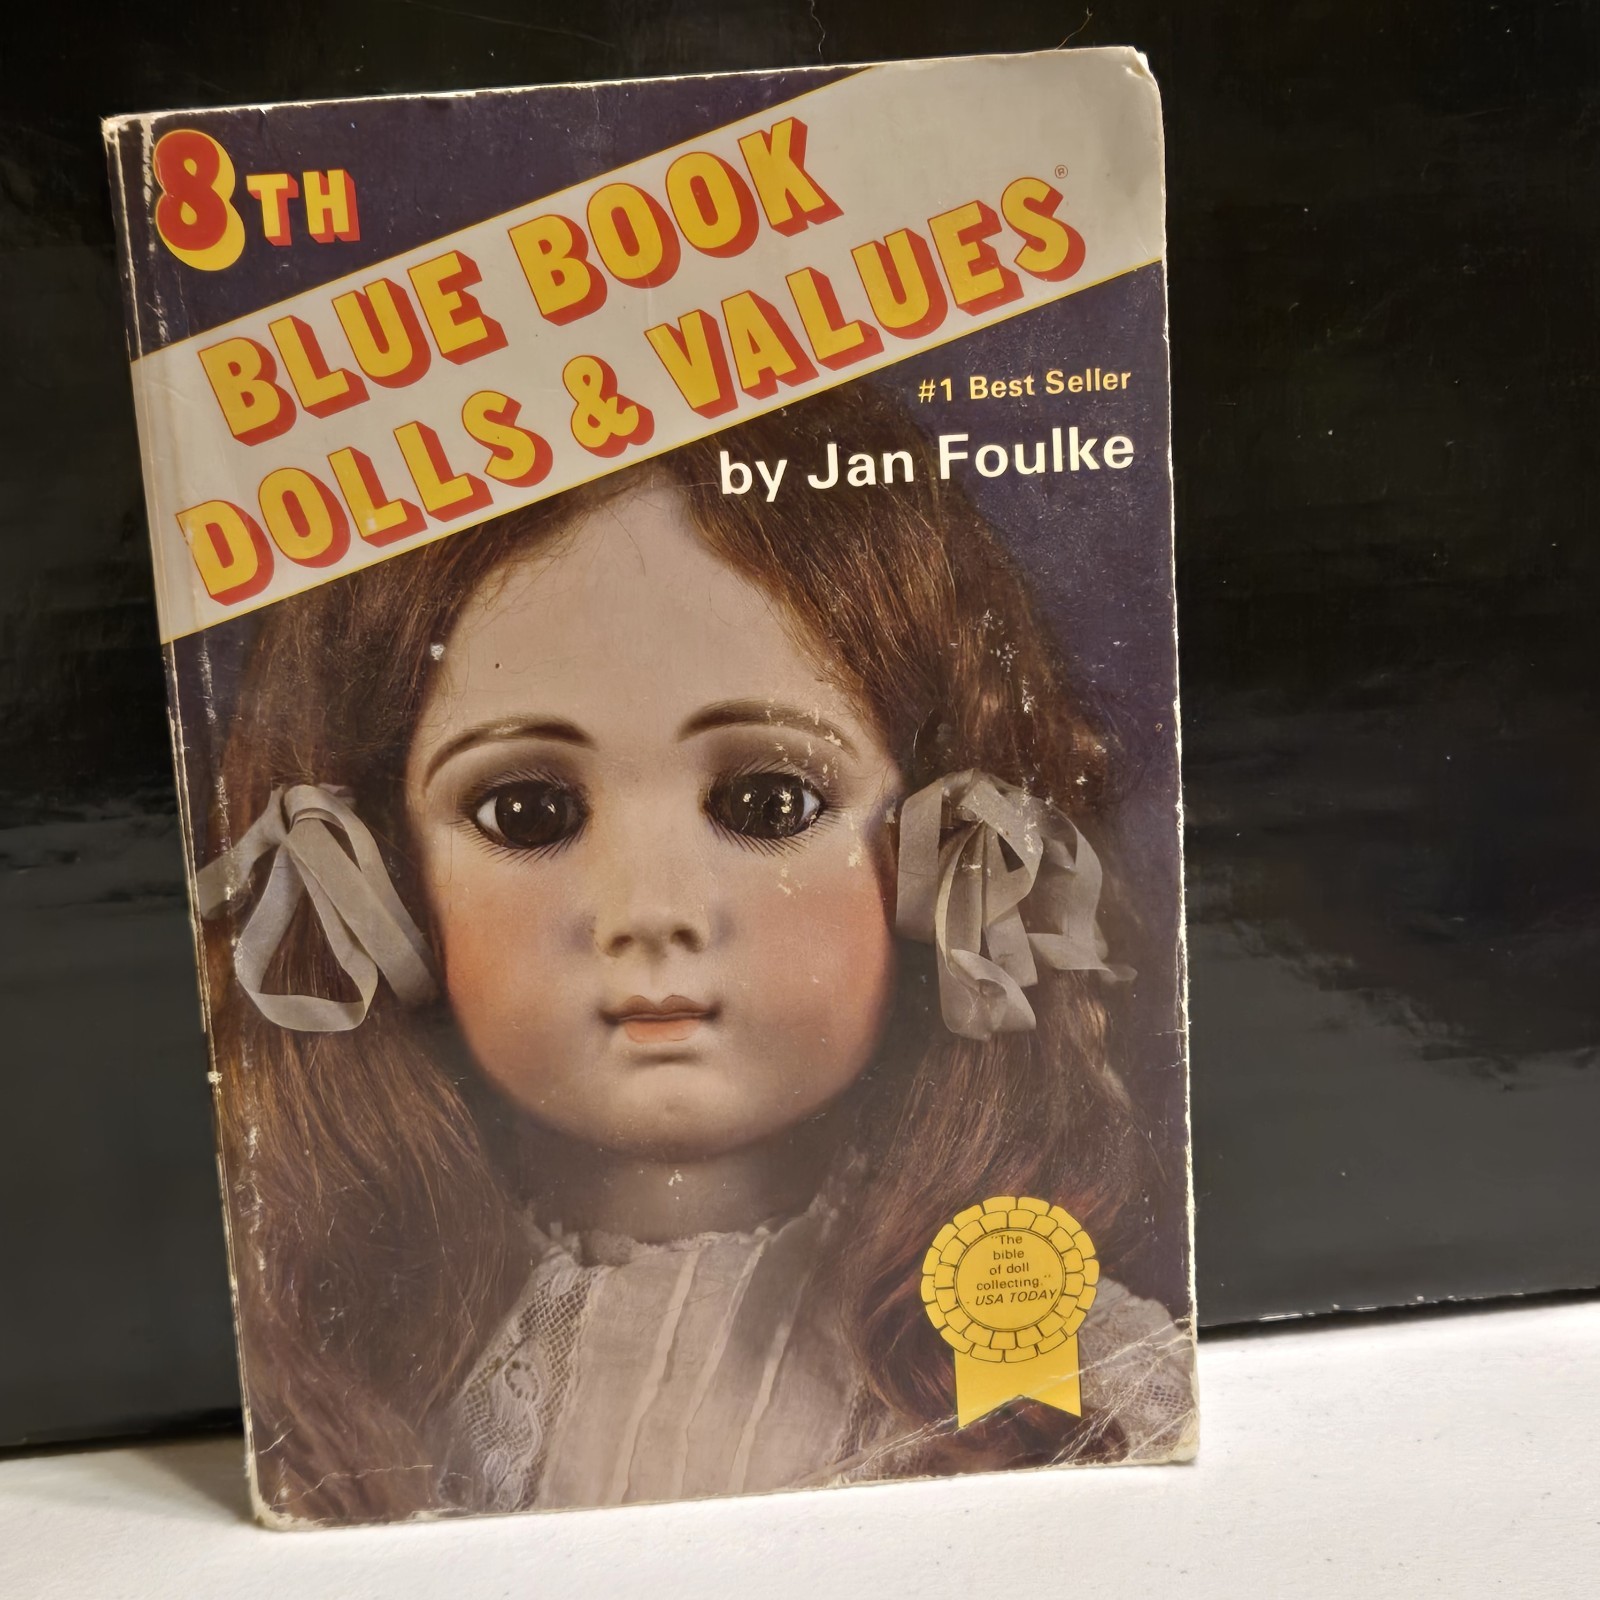 8TH
BLUE BOOK
DOLLS & VALUES®
#1 Best Seller
by Jan Foulke
"The
bible
of doll
collecting."
- USA TODAY